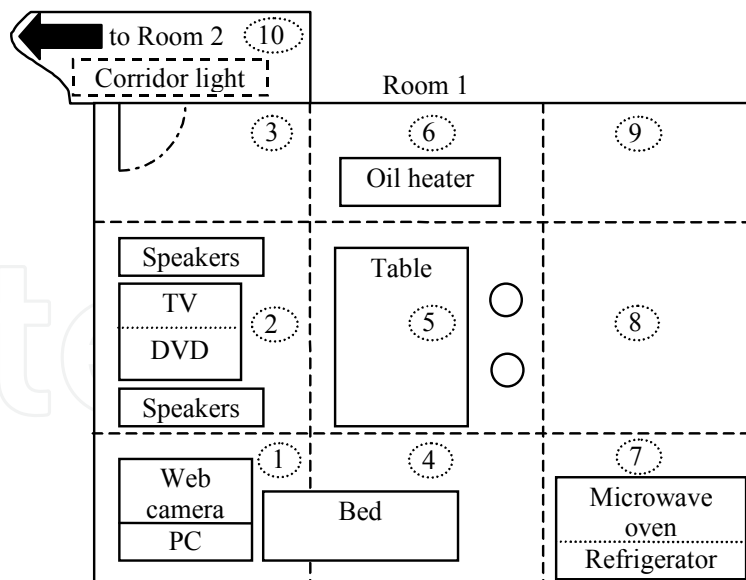 to Room 2 10
Corridor light
Room 1
3 6 9
Oil heater
Speakers
Table
TV
2 5 8
DVD
Speakers
1 4 7
Web
camera
PC
Bed
Microwave
oven
Refrigerator